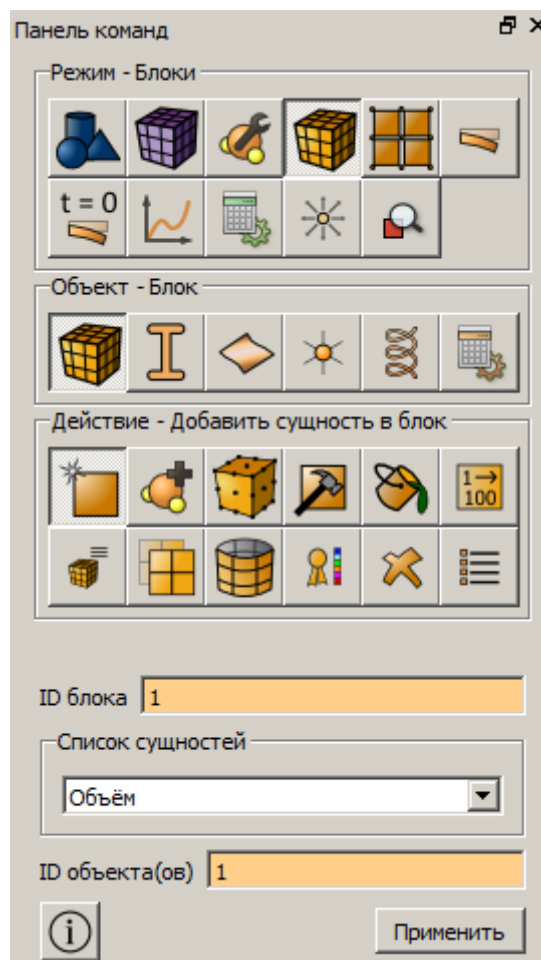 Панель команд
Режим - Блоки
t = 0
Объект - Блок
Действие - Добавить сущность в блок
1→
100
ID блока 1
Список сущностей
Объём
ID объекта(ов) 1
Применить